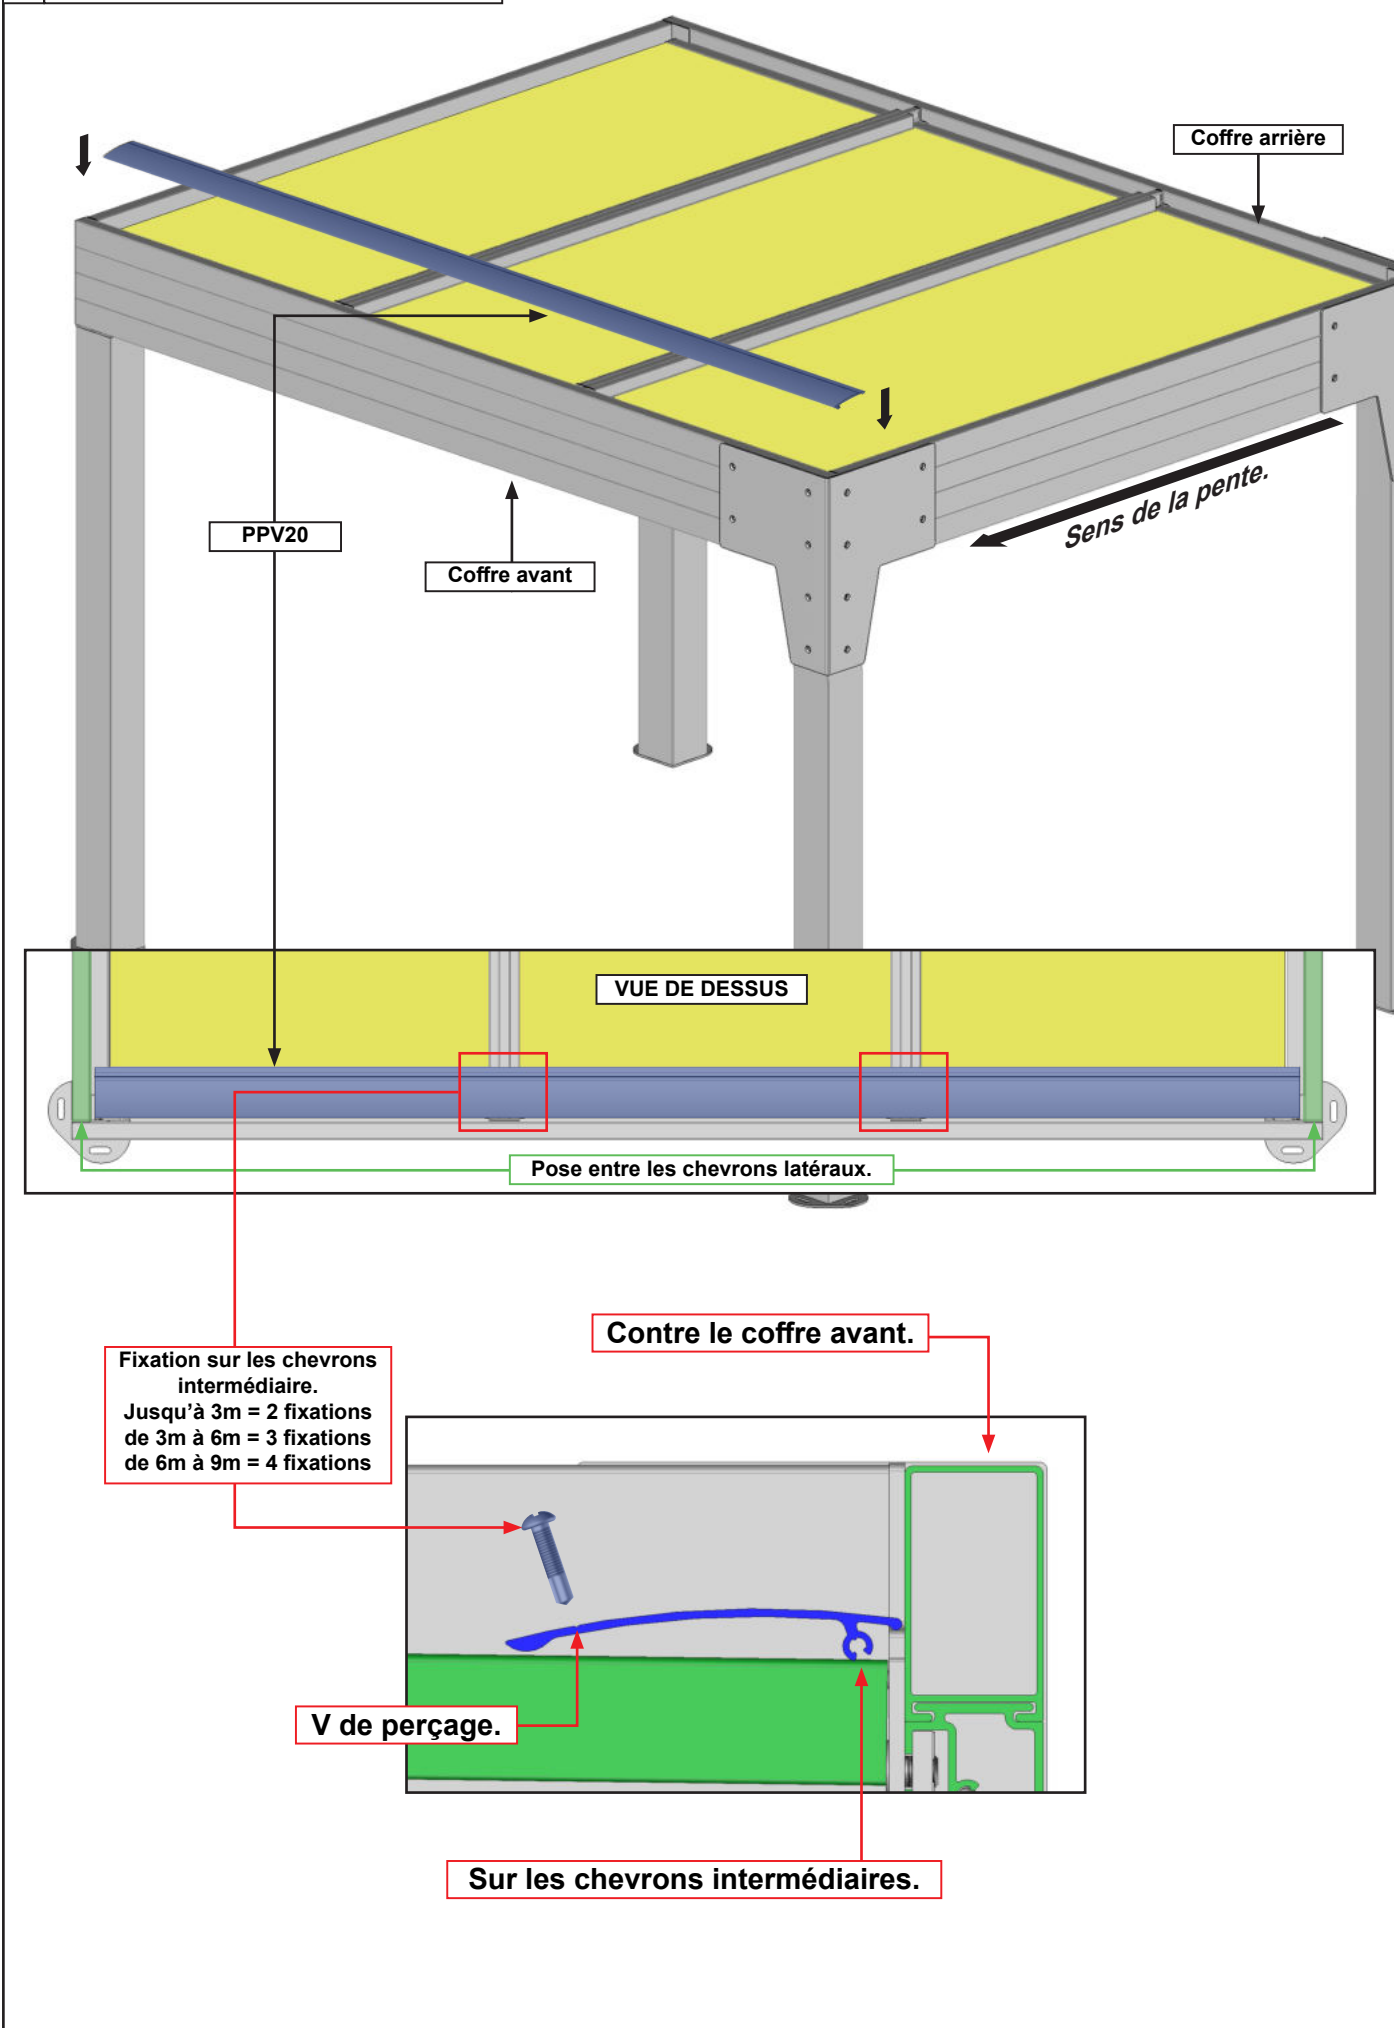 Coffre arrière
Sens de la pente.
PPV20
Coffre avant
VUE DE DESSUS
Pose entre les chevrons latéraux.
Contre le coffre avant.
Fixation sur les chevrons
intermédiaire.
Jusqu’à 3m = 2 fixations
de 3m à 6m = 3 fixations
de 6m à 9m = 4 fixations
V de perçage.
Sur les chevrons intermédiaires.